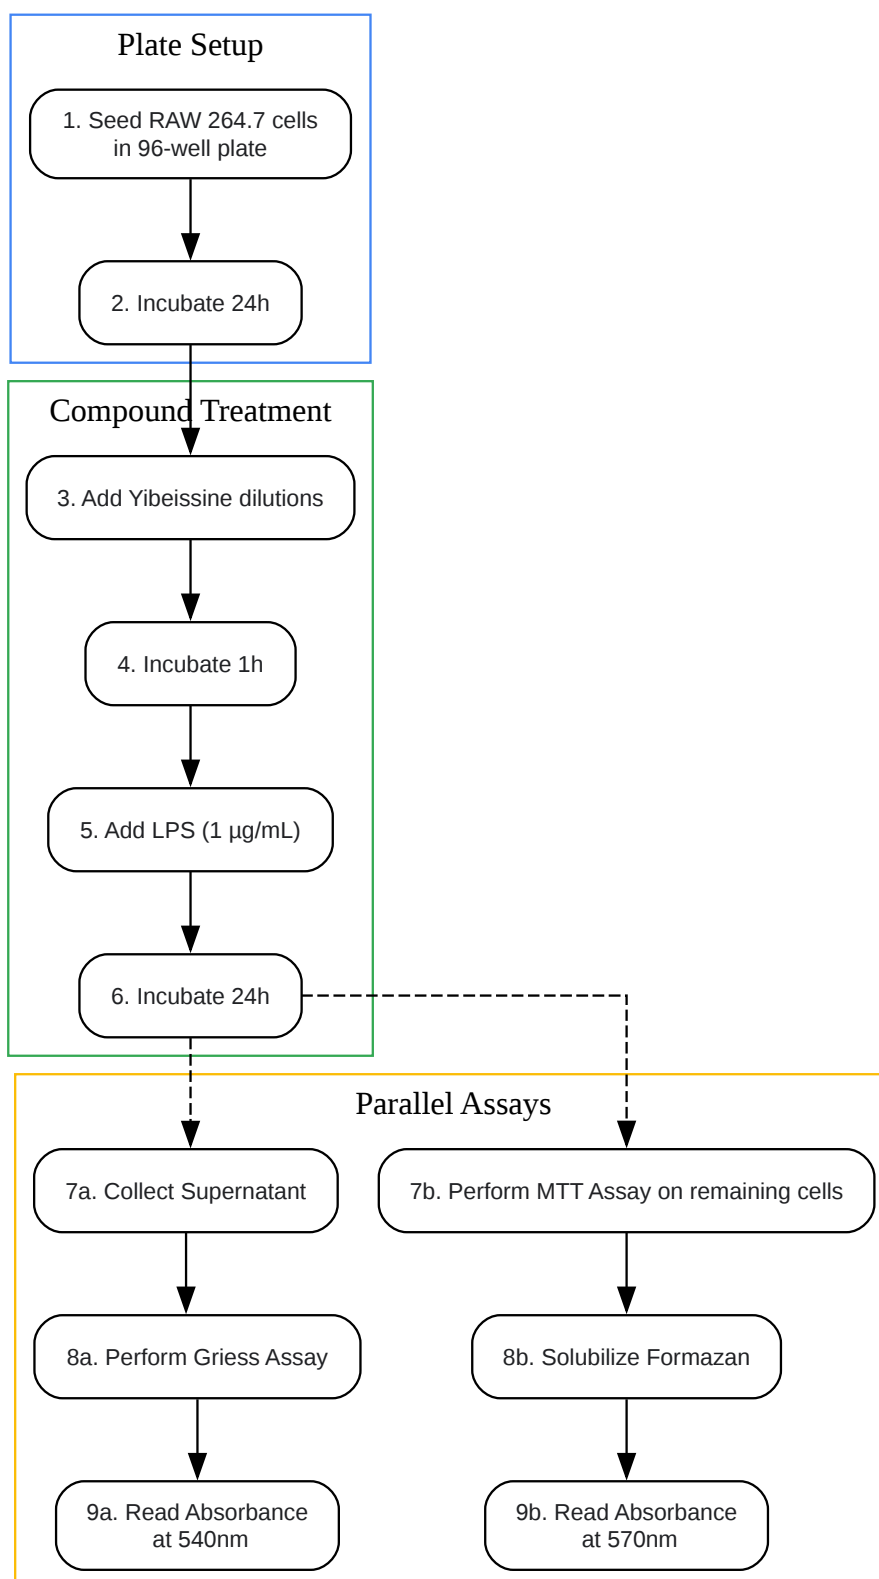 Plate Setup
1. Seed RAW 264.7 cells
in 96-well plate
2. Incubate 24h
Compound Treatment
3. Add Yibeissine dilutions
4. Incubate 1h
5. Add LPS (1 µg/mL)
6. Incubate 24h
Parallel Assays
7a. Collect Supernatant
7b. Perform MTT Assay on remaining cells
8a. Perform Griess Assay
8b. Solubilize Formazan
9a. Read Absorbance
at 540nm
9b. Read Absorbance
at 570nm